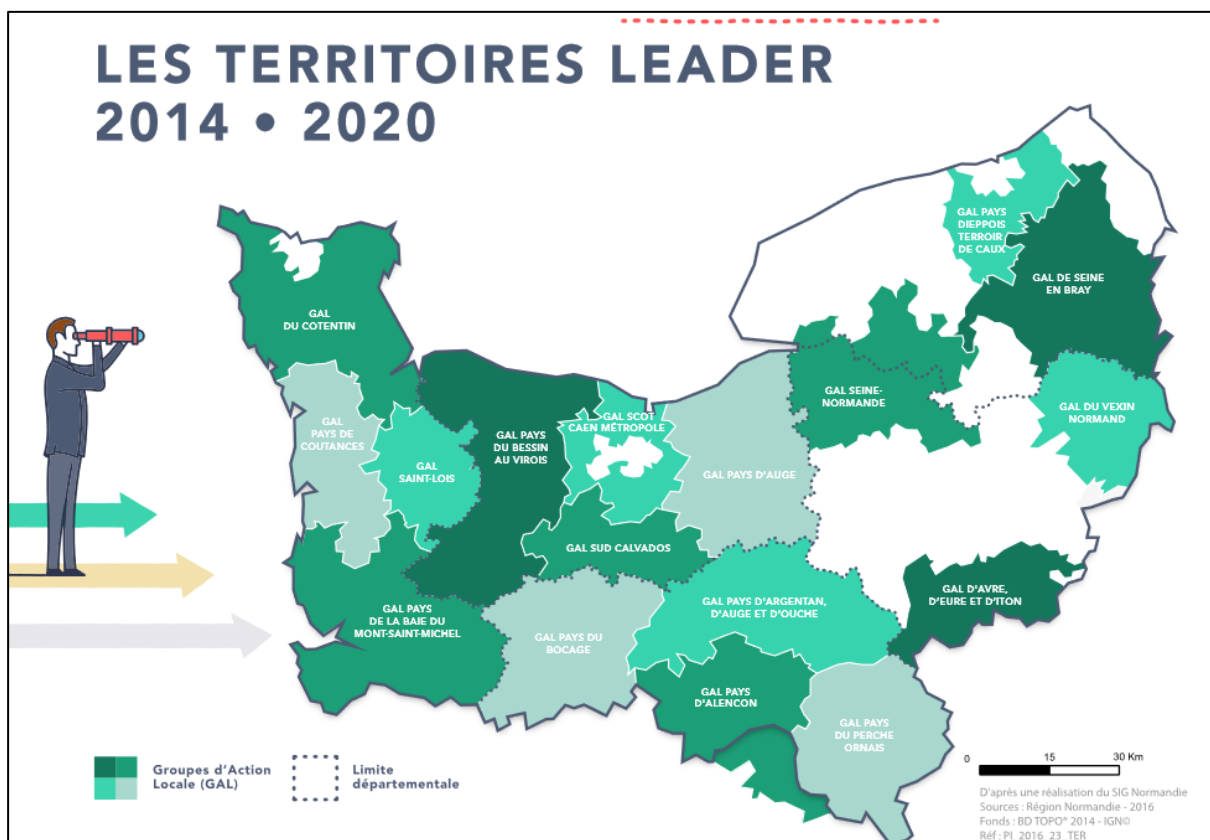 LES TERRITOIRES LEADER
2014 • 2020
GAL PAYS
DIEPPOIS
TERROIR
DE CAUX
GAL DE SEINE
EN BRAY
GAL
DU COTENTIN
GAL SEINE-
NORMANDE
GAL DU VEXIN
NORMAND
GAL
PAYS DE
COUTANCES
GAL
SAINT-LOIS
GAL PAYS
DU BESSIN
AU VIROIS
GAL SCOT
CAEN MÉTROPOLE
GAL PAYS D'AUGE
GAL SUD CALVADOS
GAL D'AVRE,
D'EURE ET D'ITON
GAL PAYS
DE LA BAIE DU
MONT-SAINT-MICHEL
GAL PAYS DU
BOCAGE
GAL PAYS D'ARGENTAN,
D'AUGE ET D'OUCHE
GAL PAYS
D'ALENCON
GAL PAYS
DU PERCHE
ORNAIS
Groupes d'Action
Locale (GAL)
Limite
départementale
0 15 30 Km
D'après une réalisation du SIG Normandie
Sources : Région Normandie - 2016
Fonds : BD TOPO® 2014 - IGN©
Réf : PI_2016_23_TER